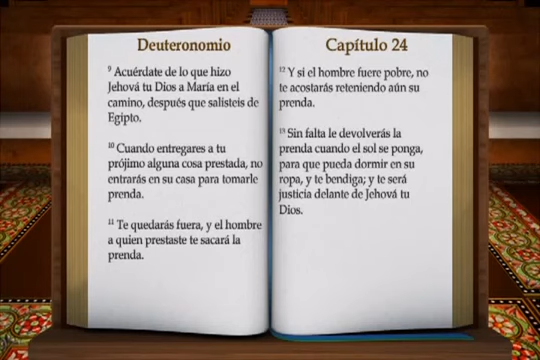 Deuteronomio
⁹ Acuérdate de lo que hizo
Jehová tu Dios a María en el
camino, después que salisteis de
Egipto.
¹⁰ Cuando entregares a tu
prójimo alguna cosa prestada, no
entrarás en su casa para tomarle
prenda.
¹¹ Te quedarás fuera, y el hombre
a quien prestaste te sacará la
prenda.
Capítulo 24
¹² Y si el hombre fuere pobre, no
te acostarás reteniendo aún su
prenda.
¹³ Sin falta le devolverás la
prenda cuando el sol se ponga,
para que pueda dormir en su
ropa, y te bendiga; y te será
justicia delante de Jehová tu
Dios.